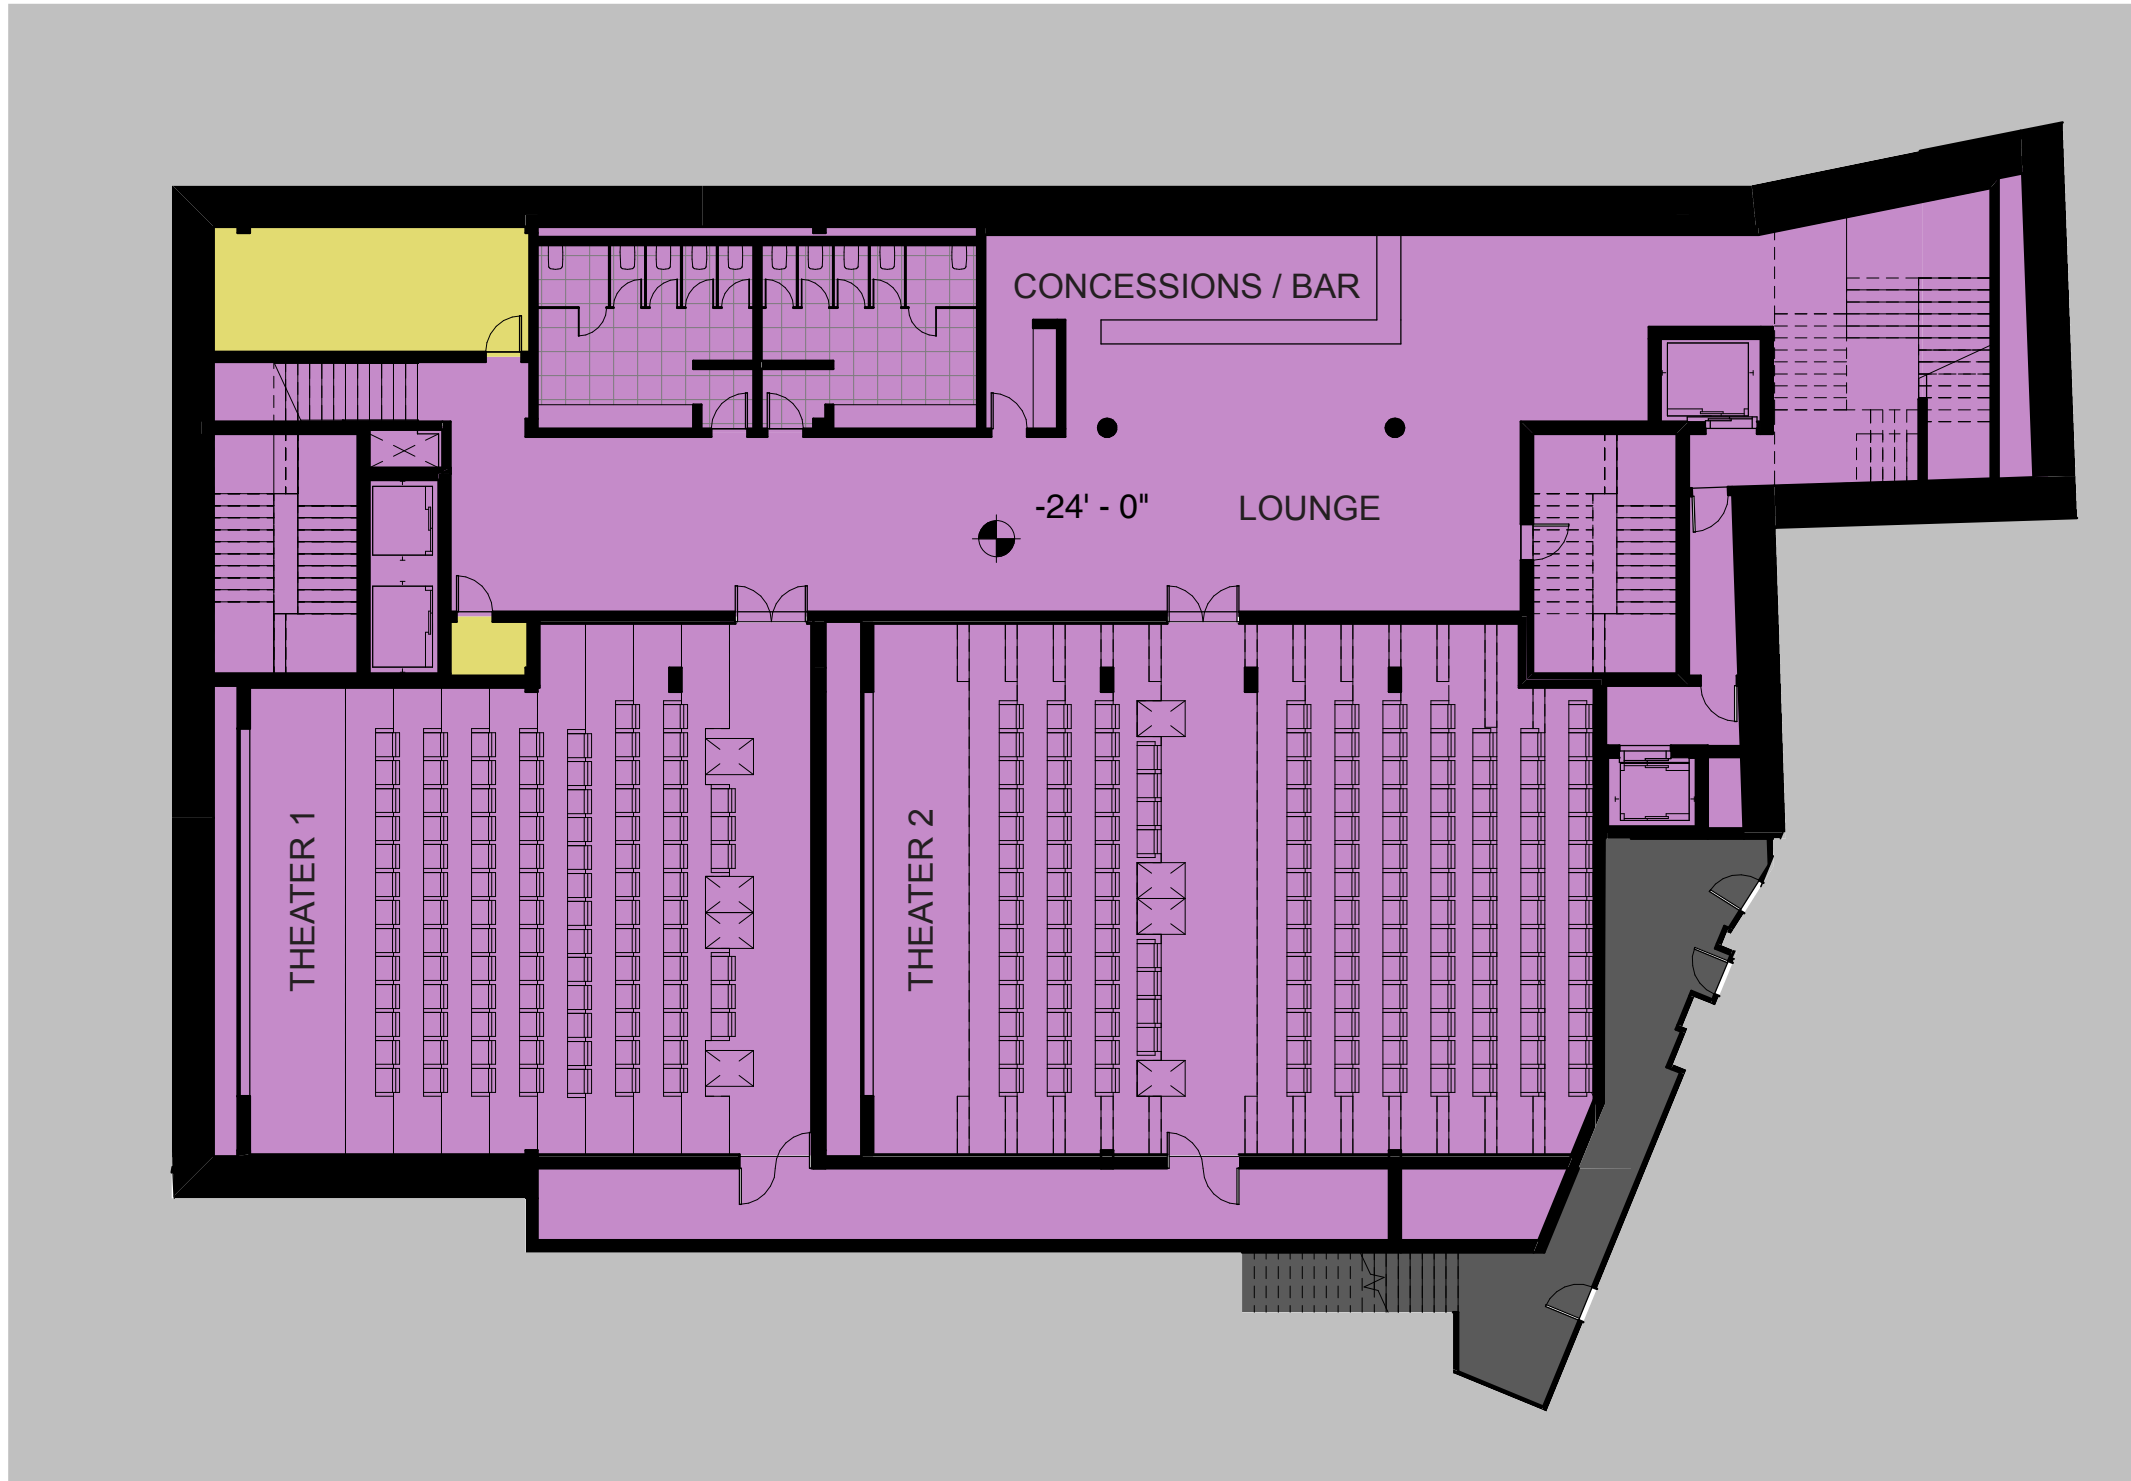 CONCESSIONS / BAR
-24' - 0"
LOUNGE
THEATER 1
THEATER 2